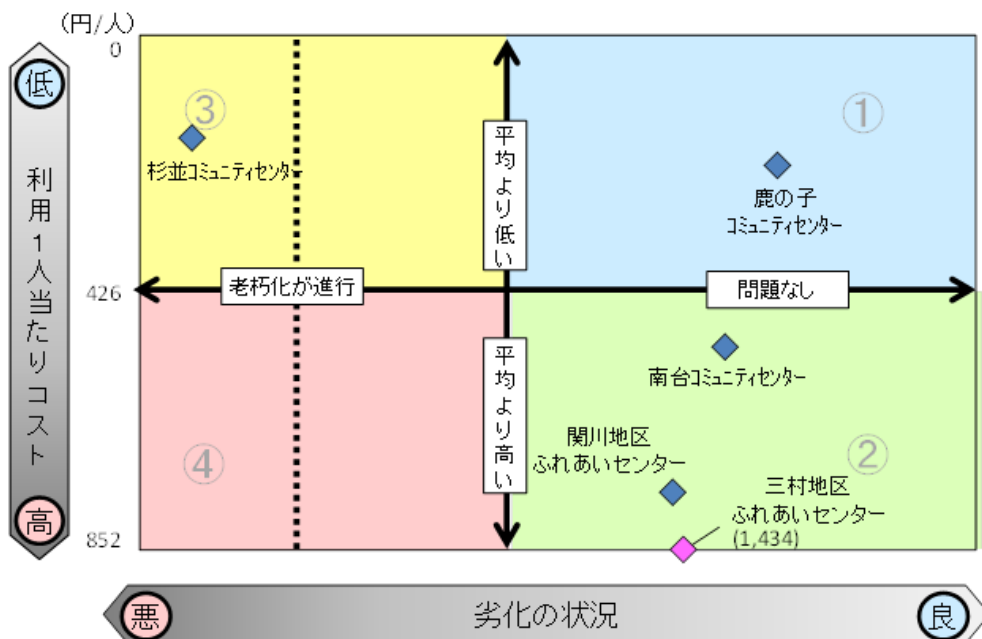 (円/人)
0
低
利用1人当たりコスト
高
426
852
③
杉並コミュニティセンター
平均より低い
①
鹿の子
コミュニティセンター
老朽化が進行
問題なし
平均より高い
南台コミュニティセンター
④
関川地区
ふれあいセンター
②
三村地区
ふれあいセンター
(1,434)
悪
劣化の状況
良